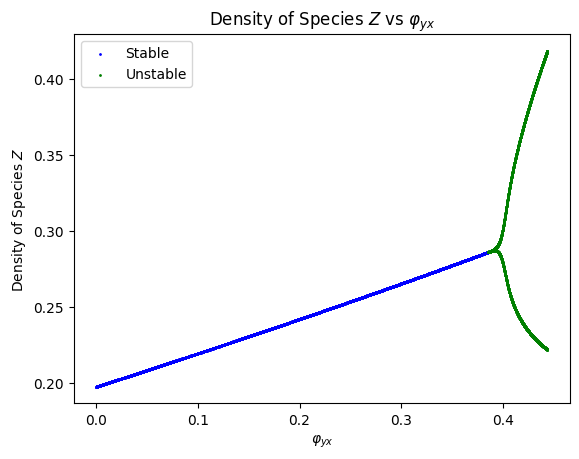 Density of Species Z vs φyx
Stable
Unstable
0.40
0.35
0.30
0.25
0.20
Density of Species Z
0.0 0.1 0.2 0.3 0.4
φyx